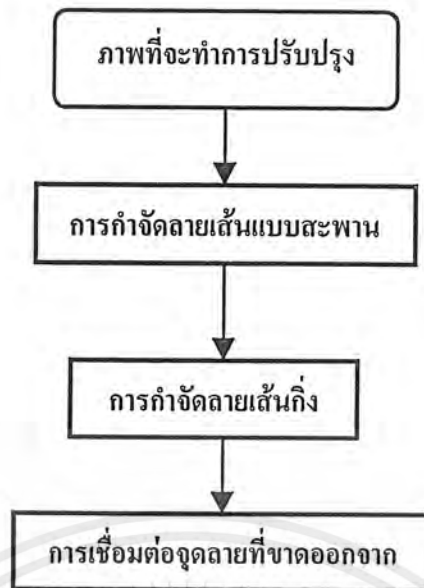 ภาพที่จะทำการปรับปรุง
การกำจัดลายเส้นแบบสะพาน
การกำจัดลายเส้นกิ่ง
การเชื่อมต่อจุดลายที่ขาดออกจาก